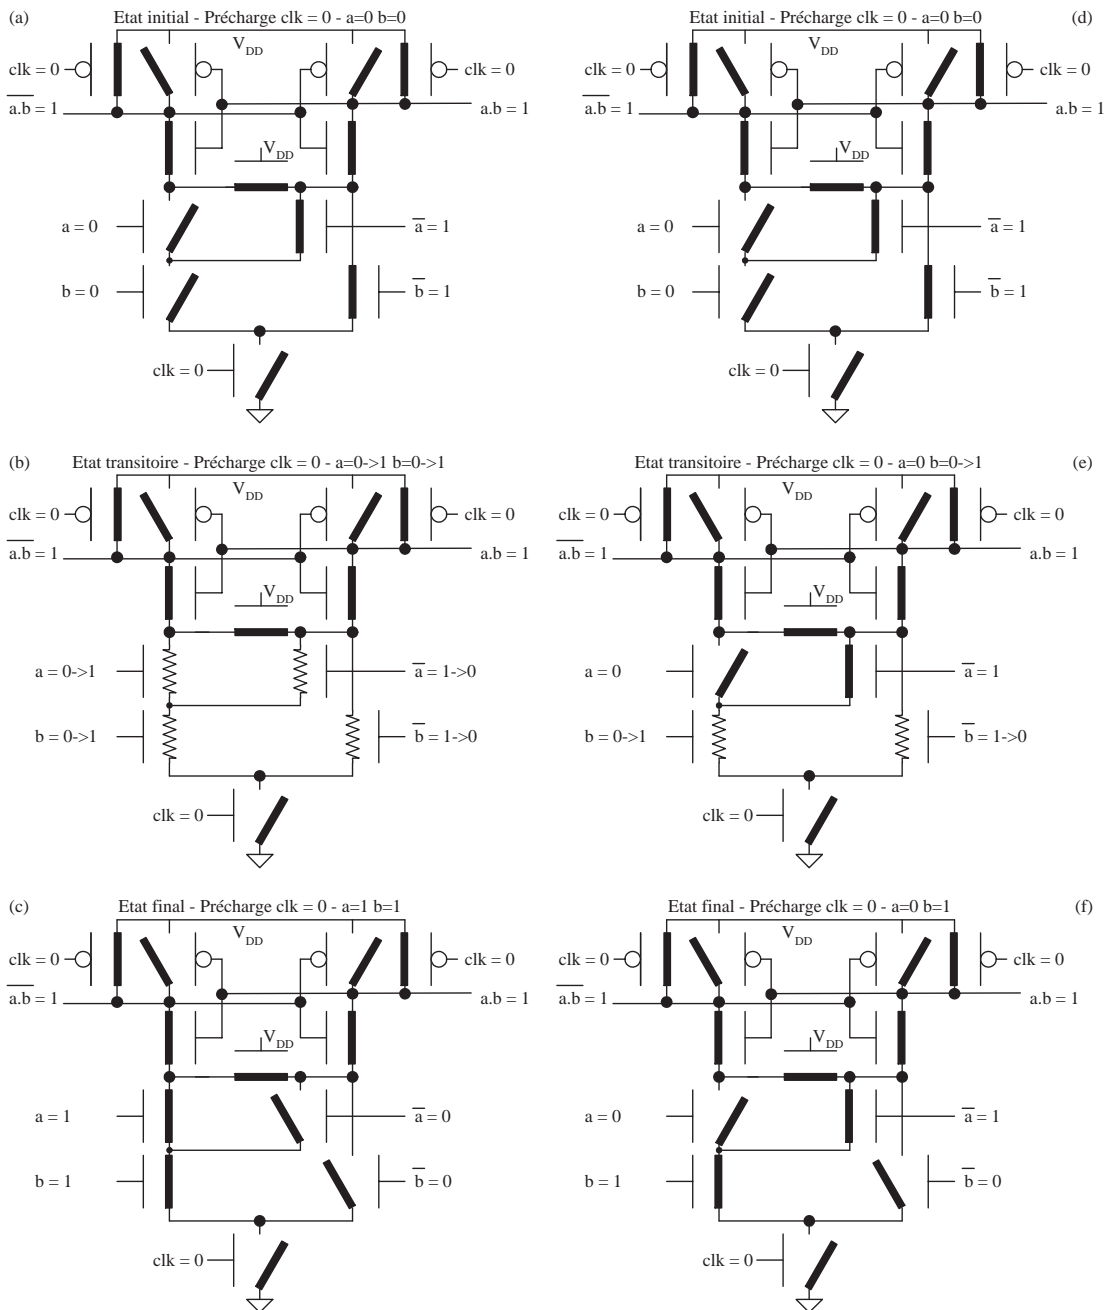 (a) Etat initial - Précharge clk = 0 - a=0 b=0
V_DD
clk = 0 clk = 0
a.b̅ = 1 a.b = 1
V_DD
a = 0 a̅ = 1
b = 0 b̅ = 1
clk = 0
Etat initial - Précharge clk = 0 - a=0 b=0 (d)
V_DD
clk = 0 clk = 0
a.b̅ = 1 a.b = 1
V_DD
a = 0 a̅ = 1
b = 0 b̅ = 1
clk = 0
(b) Etat transitoire - Précharge clk = 0 - a=0->1 b=0->1
V_DD
clk = 0 clk = 0
a.b̅ = 1 a.b = 1
V_DD
a = 0->1 a̅ = 1->0
b = 0->1 b̅ = 1->0
clk = 0
Etat transitoire - Précharge clk = 0 - a=0 b=0->1 (e)
V_DD
clk = 0 clk = 0
a.b̅ = 1 a.b = 1
V_DD
a = 0 a̅ = 1
b = 0->1 b̅ = 1->0
clk = 0
(c) Etat final - Précharge clk = 0 - a=1 b=1
V_DD
clk = 0 clk = 0
a.b̅ = 1 a.b = 1
V_DD
a = 1 a̅ = 0
b = 1 b̅ = 0
clk = 0
Etat final - Précharge clk = 0 - a=0 b=1 (f)
V_DD
clk = 0 clk = 0
a.b̅ = 1 a.b = 1
V_DD
a = 0 a̅ = 1
b = 1 b̅ = 0
clk = 0